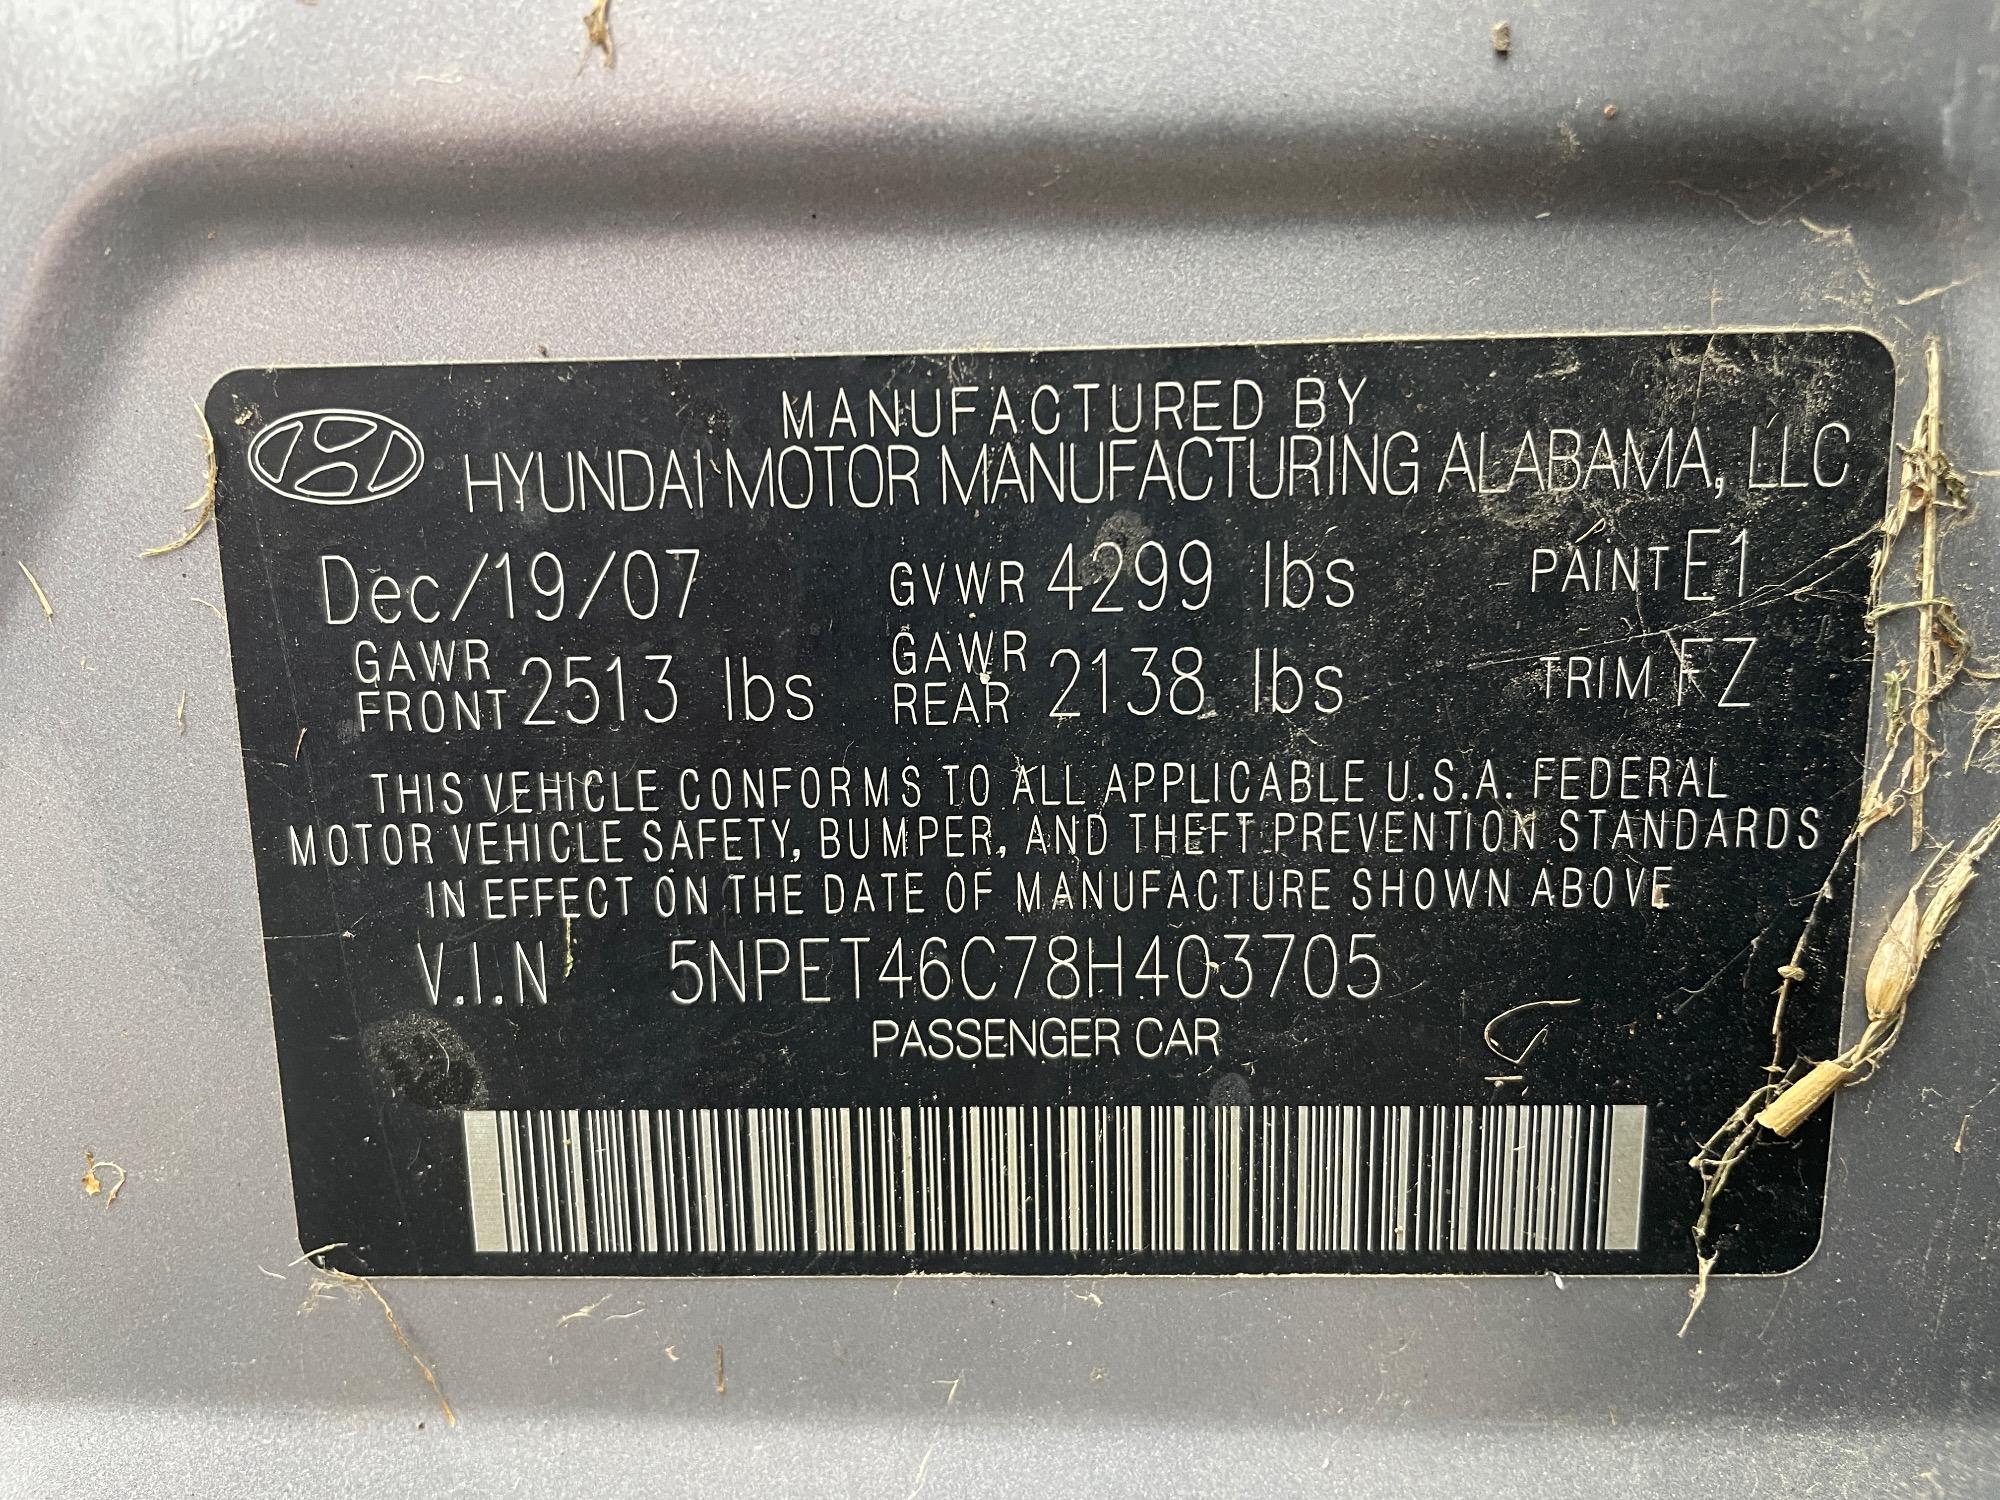 MANUFACTURED BY
HYUNDAI MOTOR MANUFACTURING ALABAMA, LLC
Dec/19/07 GVWR 4299 lbs PAINT E1
GAWR FRONT 2513 lbs GAWR REAR 2138 lbs TRIM FZ
THIS VEHICLE CONFORMS TO ALL APPLICABLE U.S.A. FEDERAL
MOTOR VEHICLE SAFETY, BUMPER, AND THEFT PREVENTION STANDARDS
IN EFFECT ON THE DATE OF MANUFACTURE SHOWN ABOVE
V.I.N 5NPET46C78H403705
PASSENGER CAR